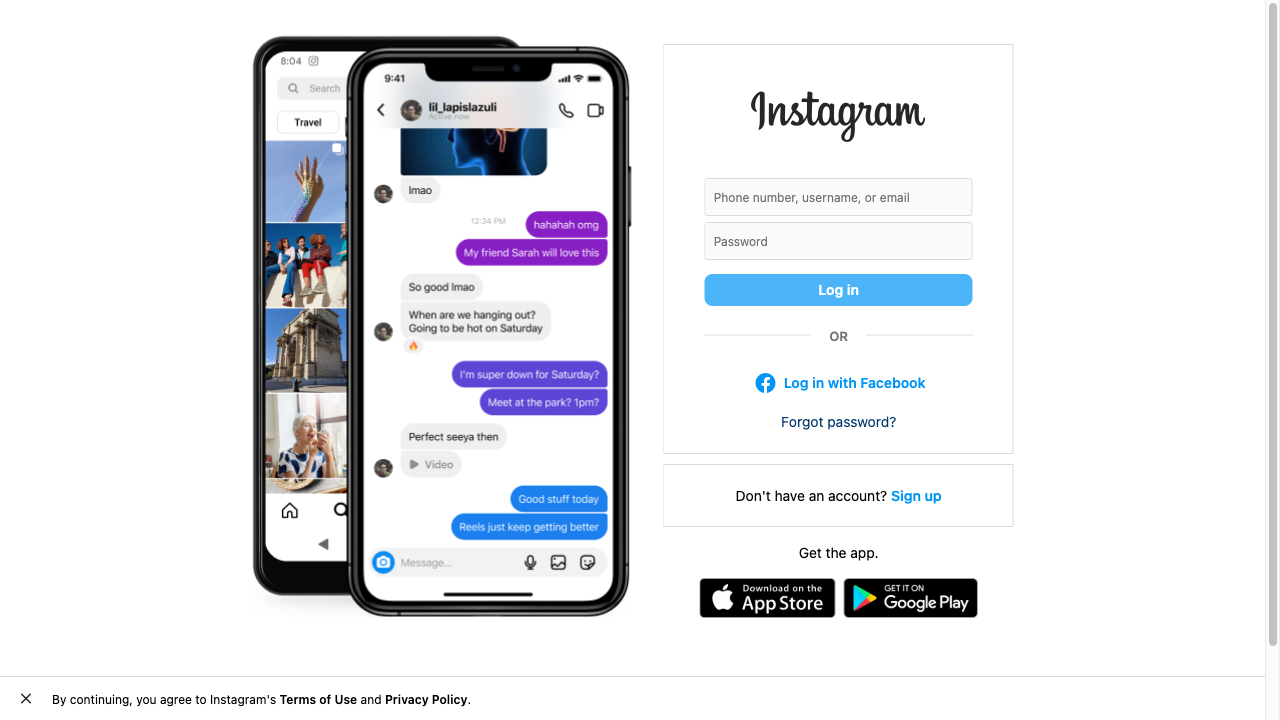 8:04
Search
Travel
9:41
lil_lapislazuli
Active now
lmao
12:34 PM
hahahah omg
My friend Sarah will love this
So good lmao
When are we hanging out?
Going to be hot on Saturday
I'm super down for Saturday?
Meet at the park? 1pm?
Perfect seeya then
Video
Good stuff today
Reels just keep getting better
Message...
Instagram
Phone number, username, or email
Password
Log in
OR
Log in with Facebook
Forgot password?
Don't have an account? Sign up
Get the app.
Download on the
App Store
GET IT ON
Google Play
By continuing, you agree to Instagram's Terms of Use and Privacy Policy.